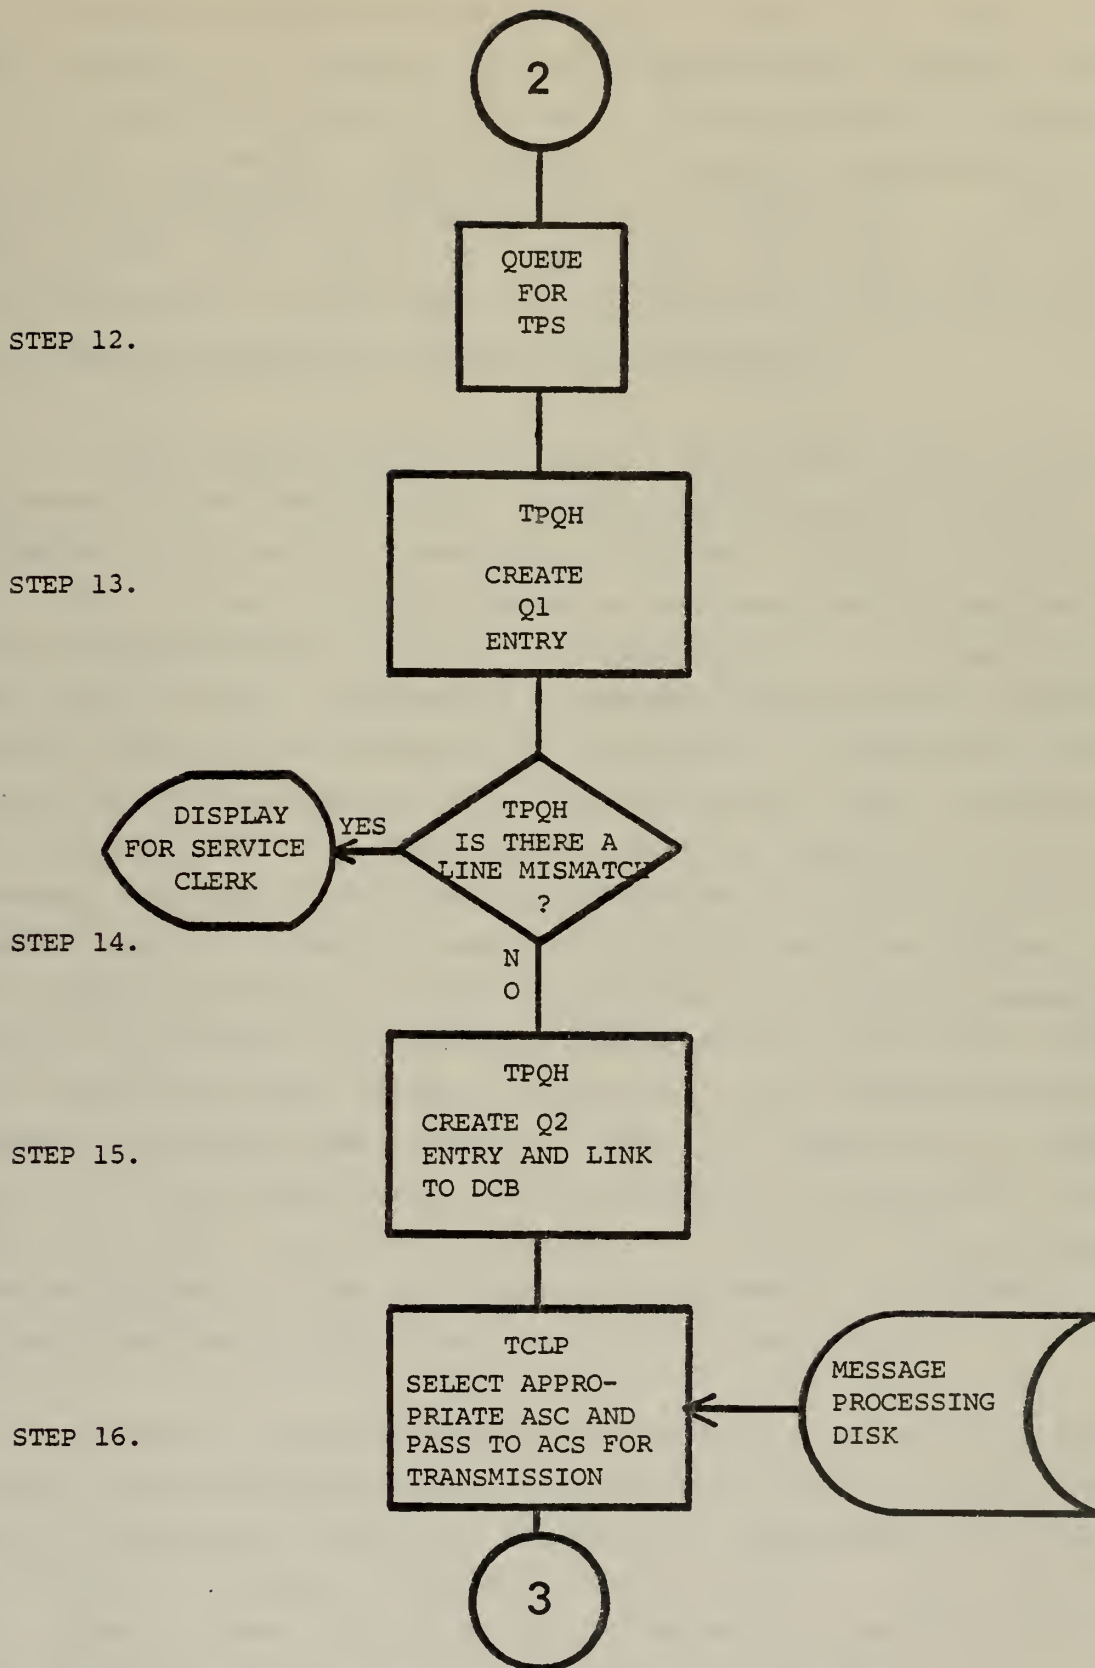 2
QUEUE
FOR
TPS
STEP 12.
TPQH
STEP 13.
CREATE
Q1
ENTRY
DISPLAY
FOR SERVICE
CLERK
YES
TPQH
IS THERE A
LINE MISMATCH
?
STEP 14.
N
O
TPQH
CREATE Q2
ENTRY AND LINK
TO DCB
STEP 15.
TCLP
SELECT APPRO-
PRIATE ASC AND
PASS TO ACS FOR
TRANSMISSION
MESSAGE
PROCESSING
DISK
STEP 16.
3